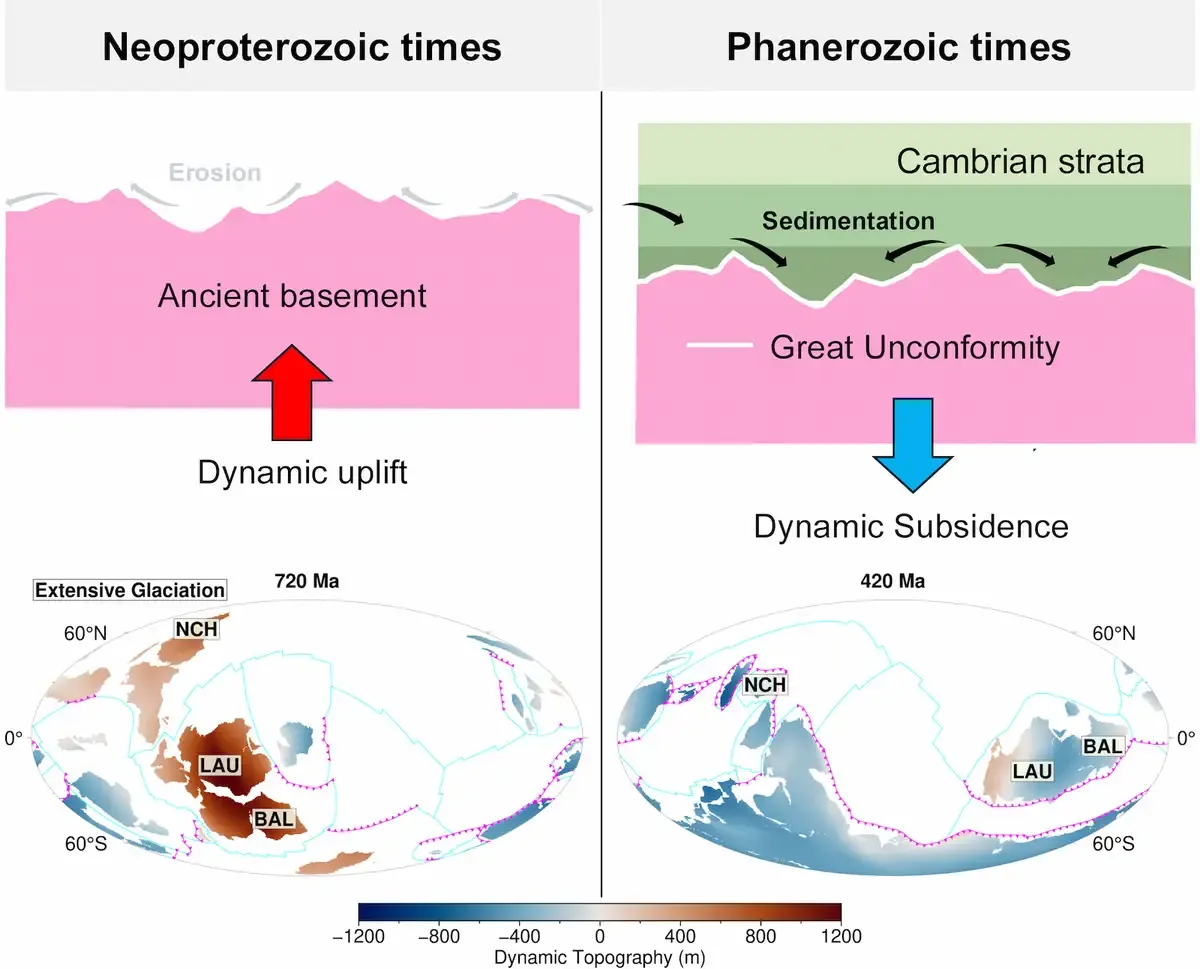 Neoproterozoic times
Phanerozoic times
Erosion
Ancient basement
Dynamic uplift
Cambrian strata
Sedimentation
Great Unconformity
Dynamic Subsidence
Extensive Glaciation
720 Ma
60°N
NCH
0°
LAU
BAL
60°S
420 Ma
60°N
NCH
0°
BAL
LAU
60°S
−1200 −800 −400 0 400 800 1200
Dynamic Topography (m)